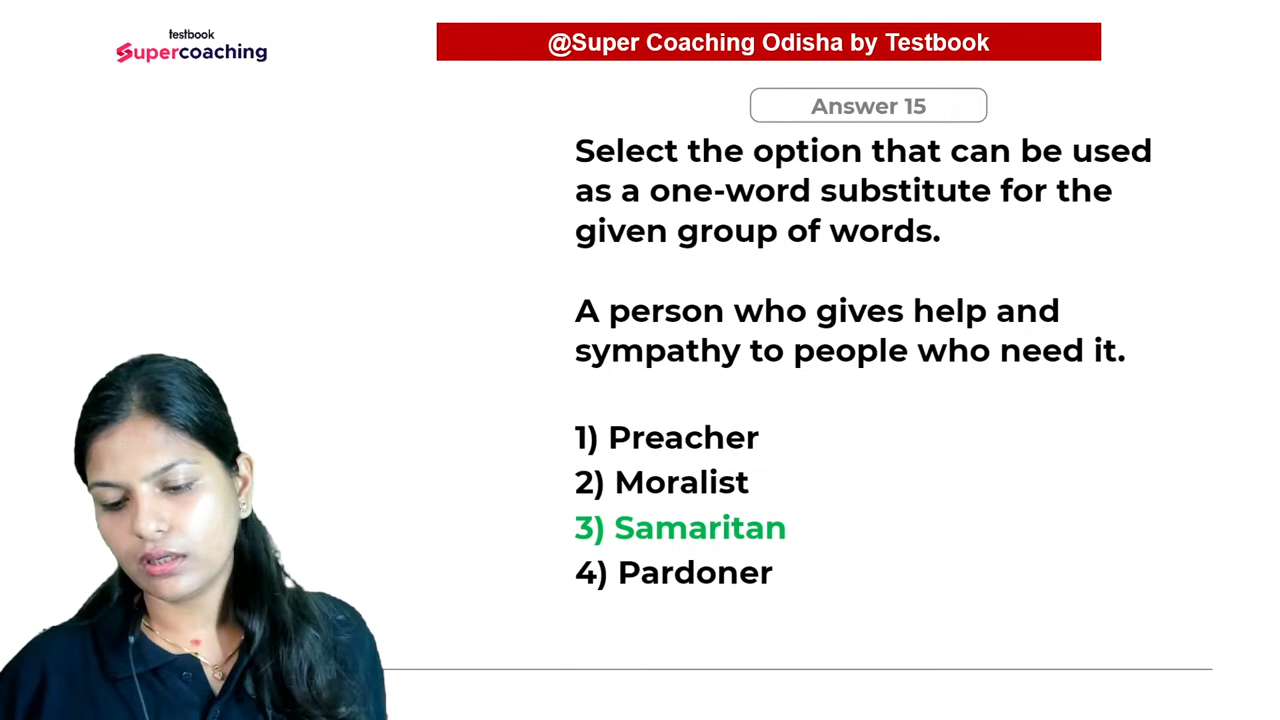 testbook
Supercoaching
@Super Coaching Odisha by Testbook
Answer 15
Select the option that can be used
as a one-word substitute for the
given group of words.
A person who gives help and
sympathy to people who need it.
1) Preacher
2) Moralist
3) Samaritan
4) Pardoner